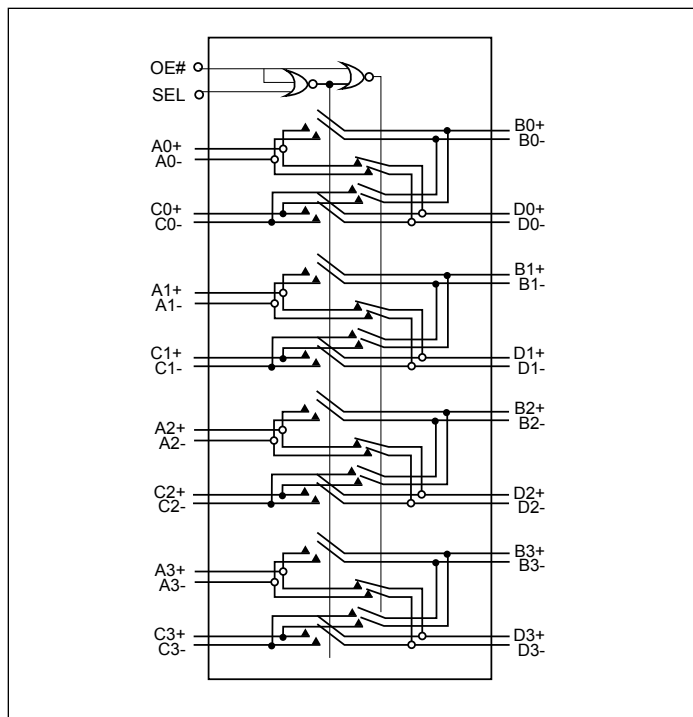 OE#
SEL
A0+
A0-
B0+
B0-
C0+
C0-
D0+
D0-
A1+
A1-
B1+
B1-
C1+
C1-
D1+
D1-
A2+
A2-
B2+
B2-
C2+
C2-
D2+
D2-
A3+
A3-
B3+
B3-
C3+
C3-
D3+
D3-